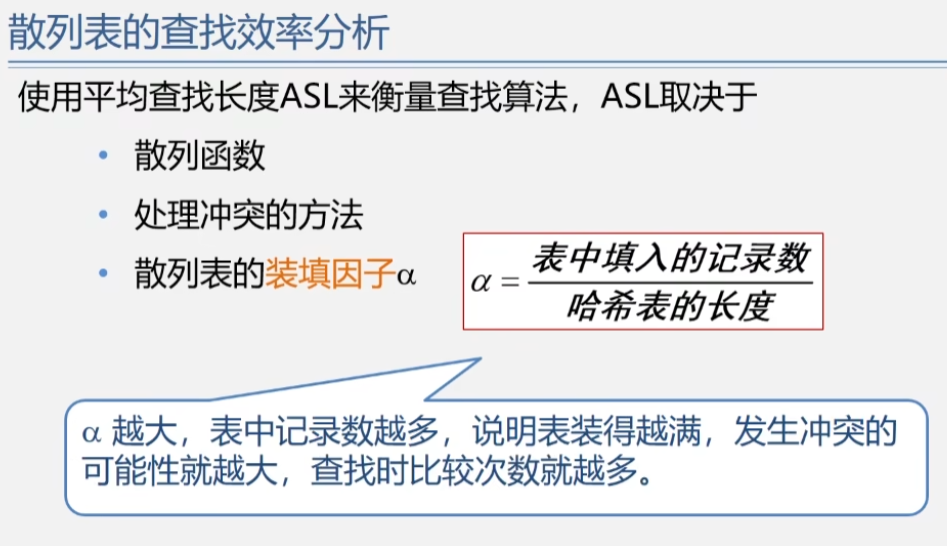 散列表的查找效率分析
使用平均查找长度ASL来衡量查找算法，ASL取决于
• 散列函数
• 处理冲突的方法
• 散列表的装填因子α
α = 表中填入的记录数
哈希表的长度
α 越大，表中记录数越多，说明表装得越满，发生冲突的
可能性就越大，查找时比较次数就越多。